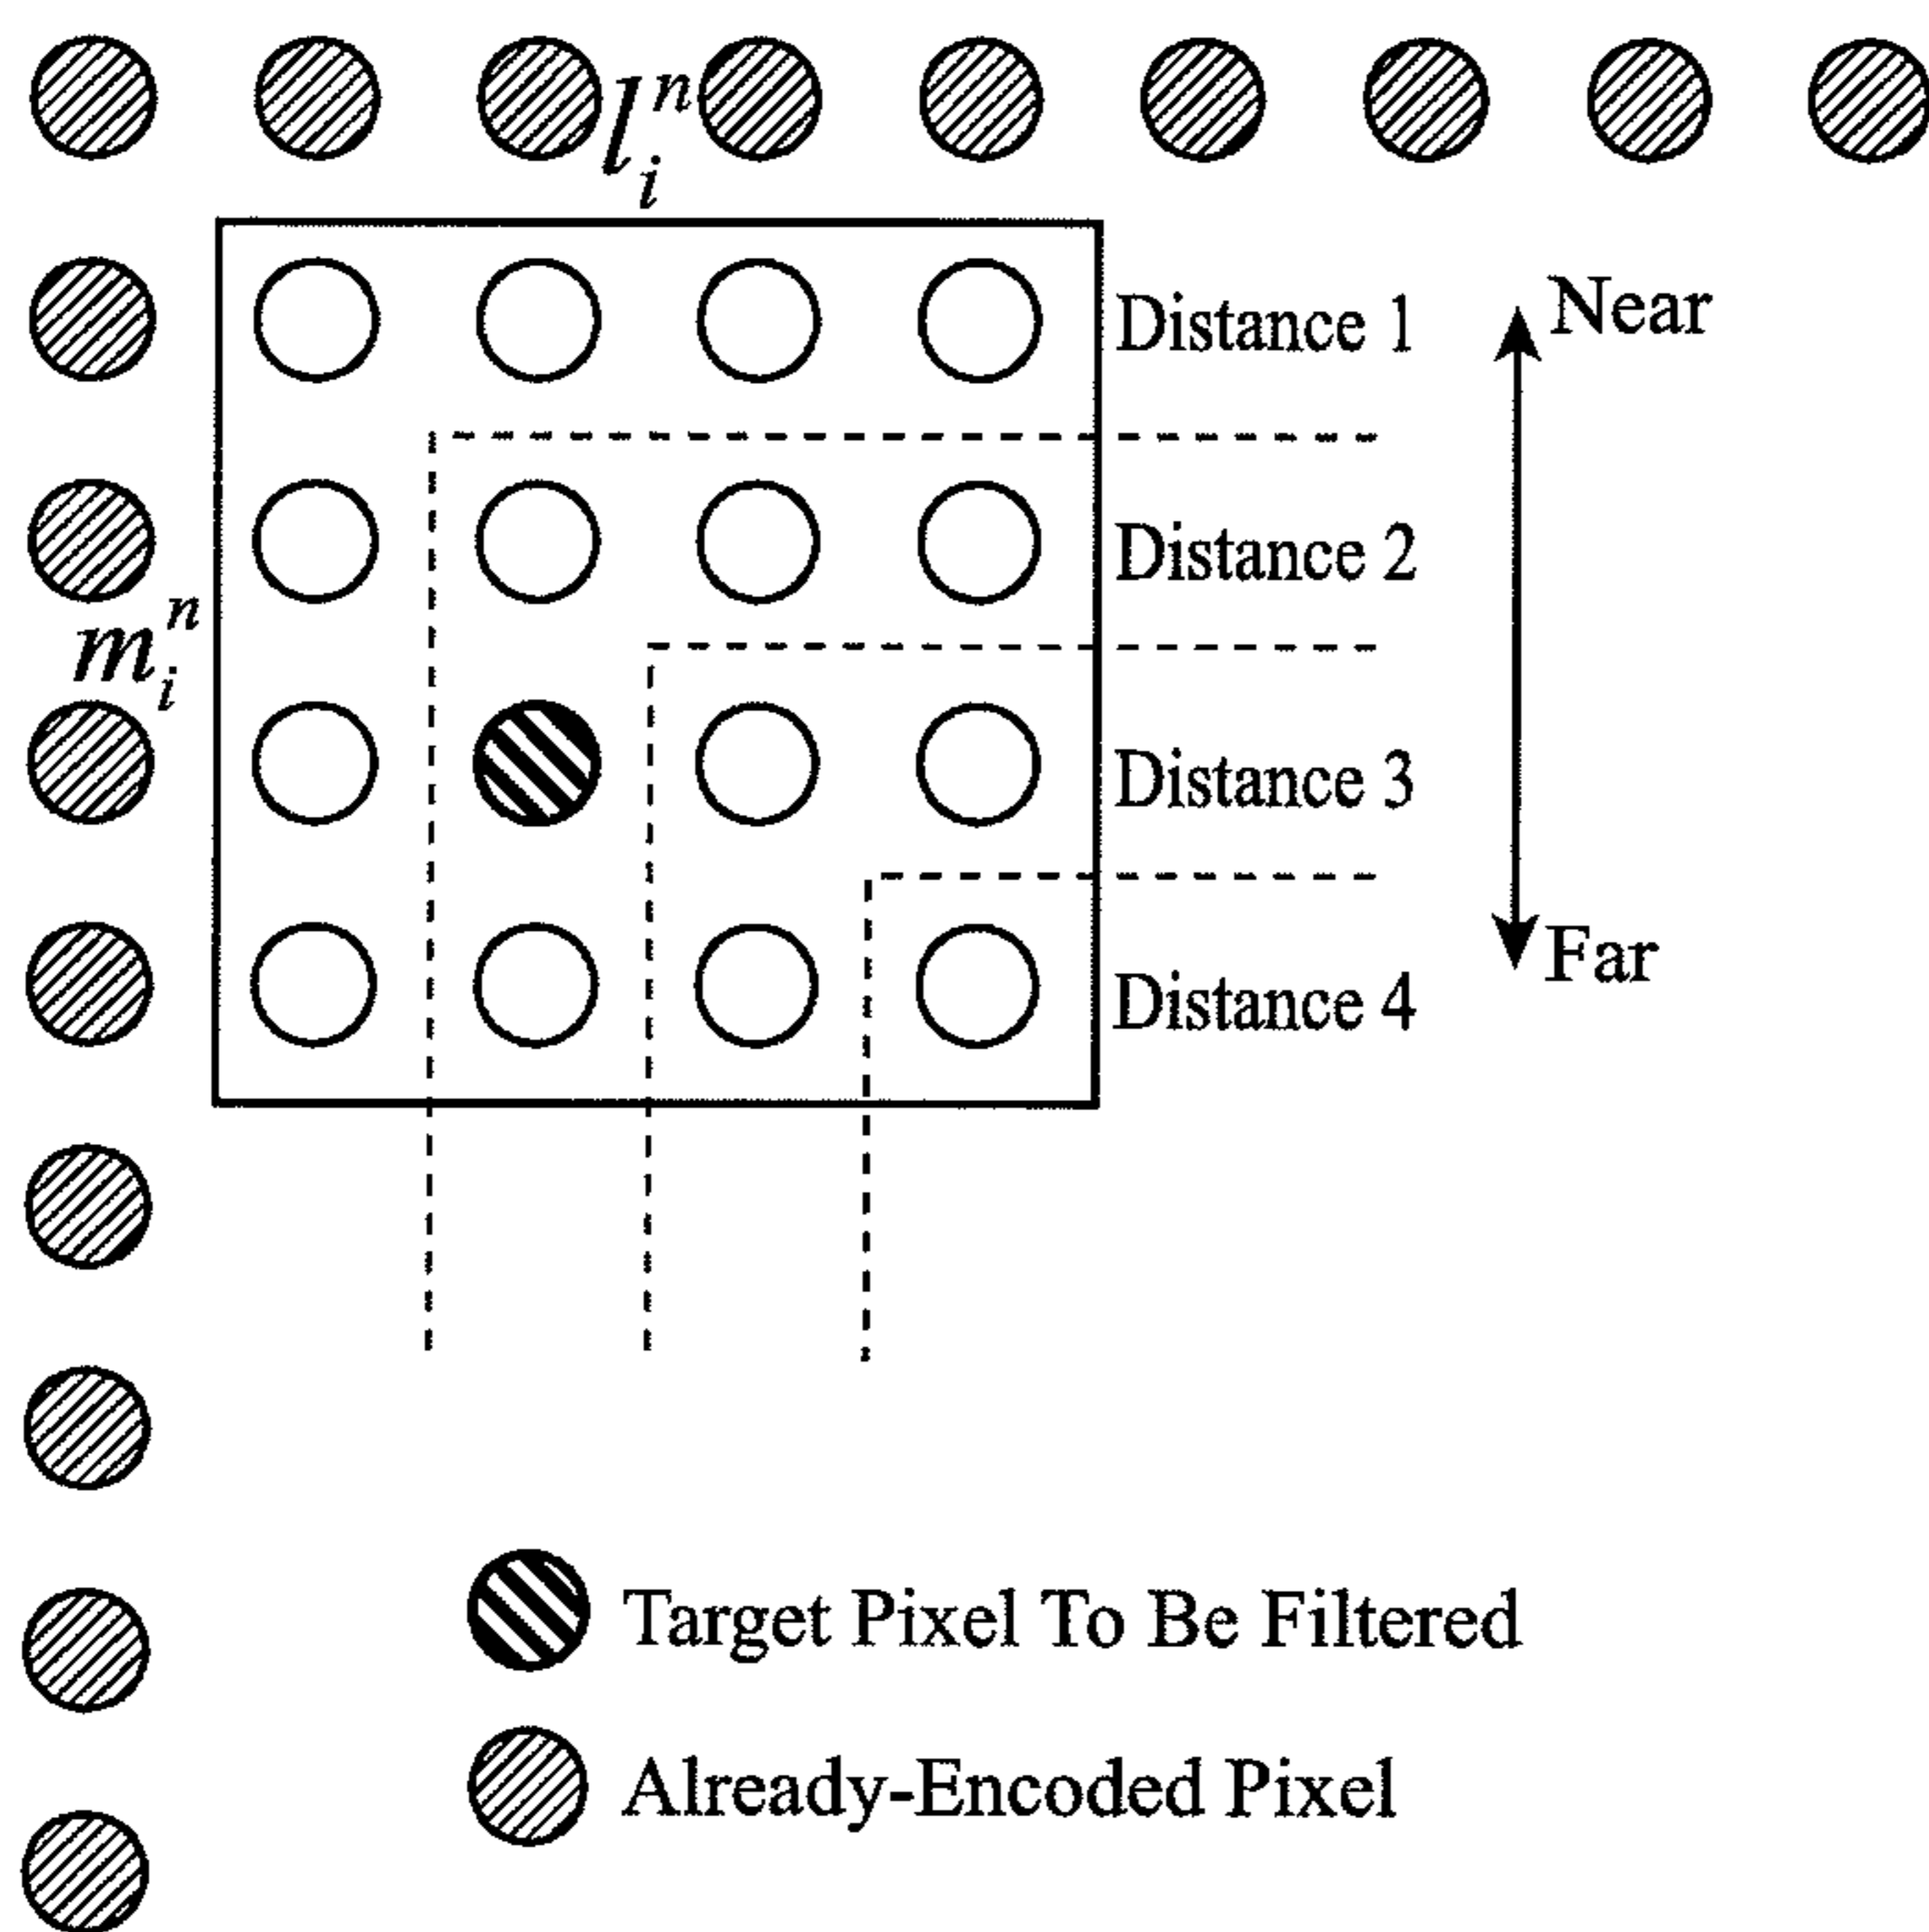 l_i^n
Distance 1
Near
Distance 2
m_i^n
Distance 3
Far
Distance 4
Target Pixel To Be Filtered
Already-Encoded Pixel